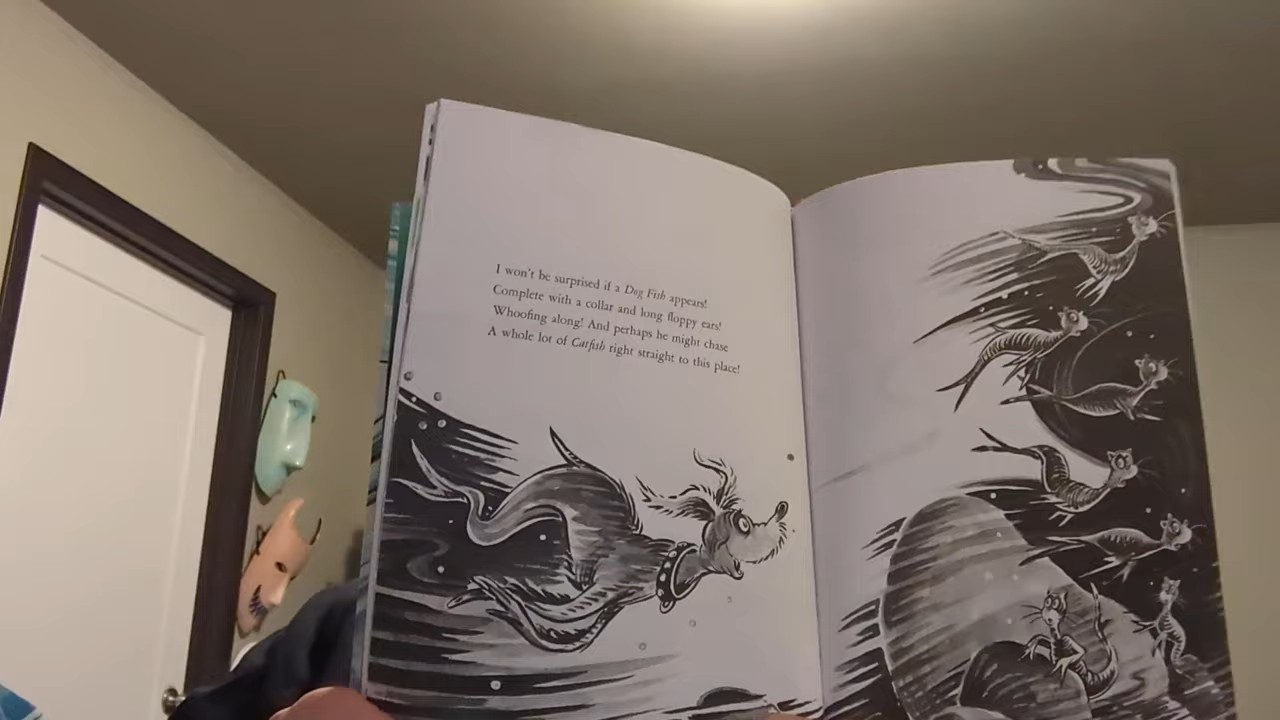 I won't be surprised if a Dog Fish appears!
Complete with a collar and long floppy ears!
Whoofing along! And perhaps he might chase
A whole lot of Catfish right straight to this place!